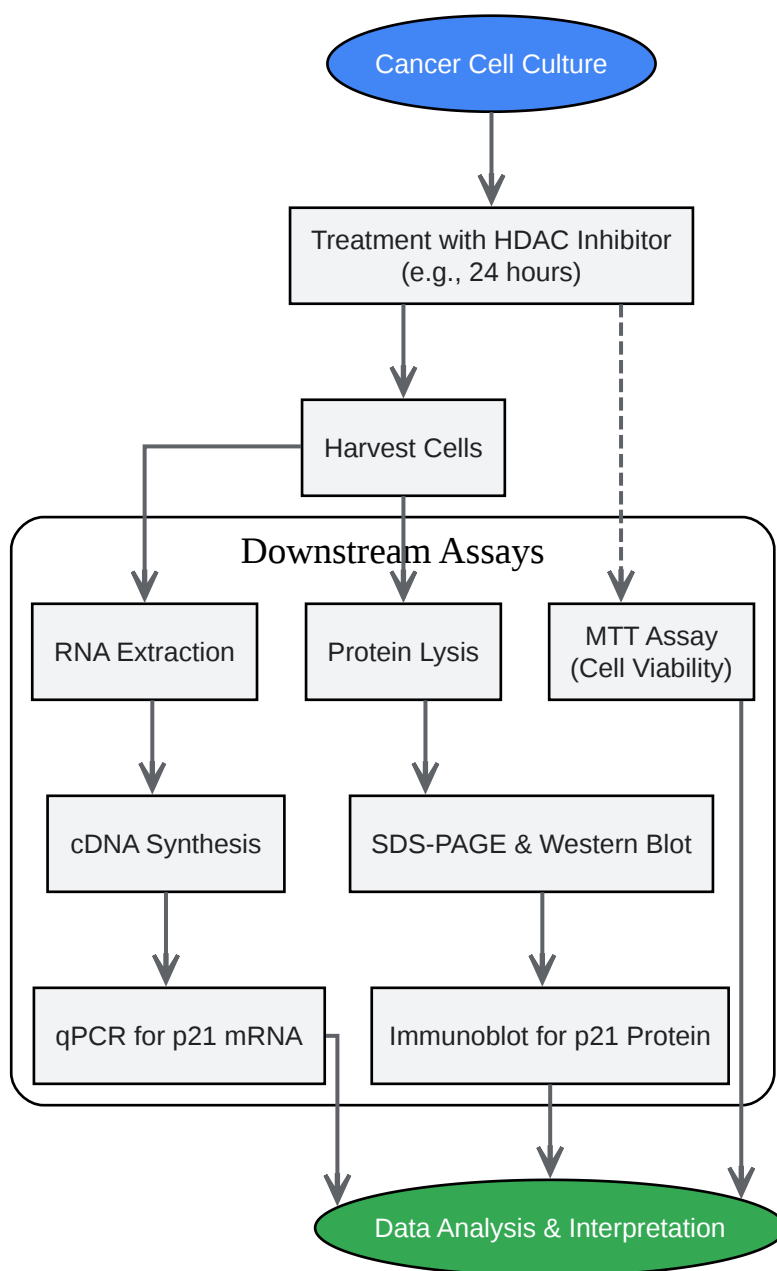 Cancer Cell Culture
Treatment with HDAC Inhibitor
(e.g., 24 hours)
Harvest Cells
Downstream Assays
RNA Extraction
Protein Lysis
MTT Assay
(Cell Viability)
cDNA Synthesis
SDS-PAGE & Western Blot
qPCR for p21 mRNA
Immunoblot for p21 Protein
Data Analysis & Interpretation